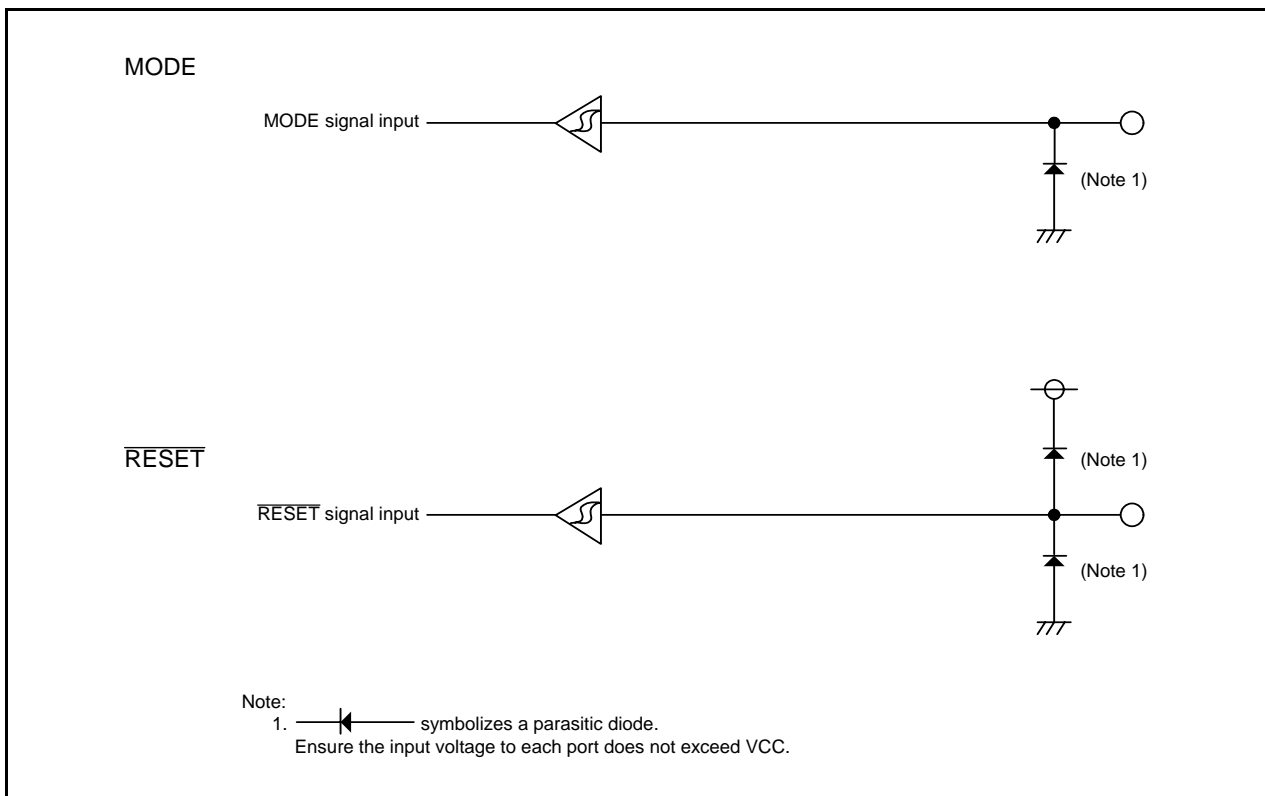 MODE
MODE signal input
(Note 1)
(Note 1)
RESET
RESET signal input
(Note 1)
Note:
1. symbolizes a parasitic diode.
Ensure the input voltage to each port does not exceed VCC.